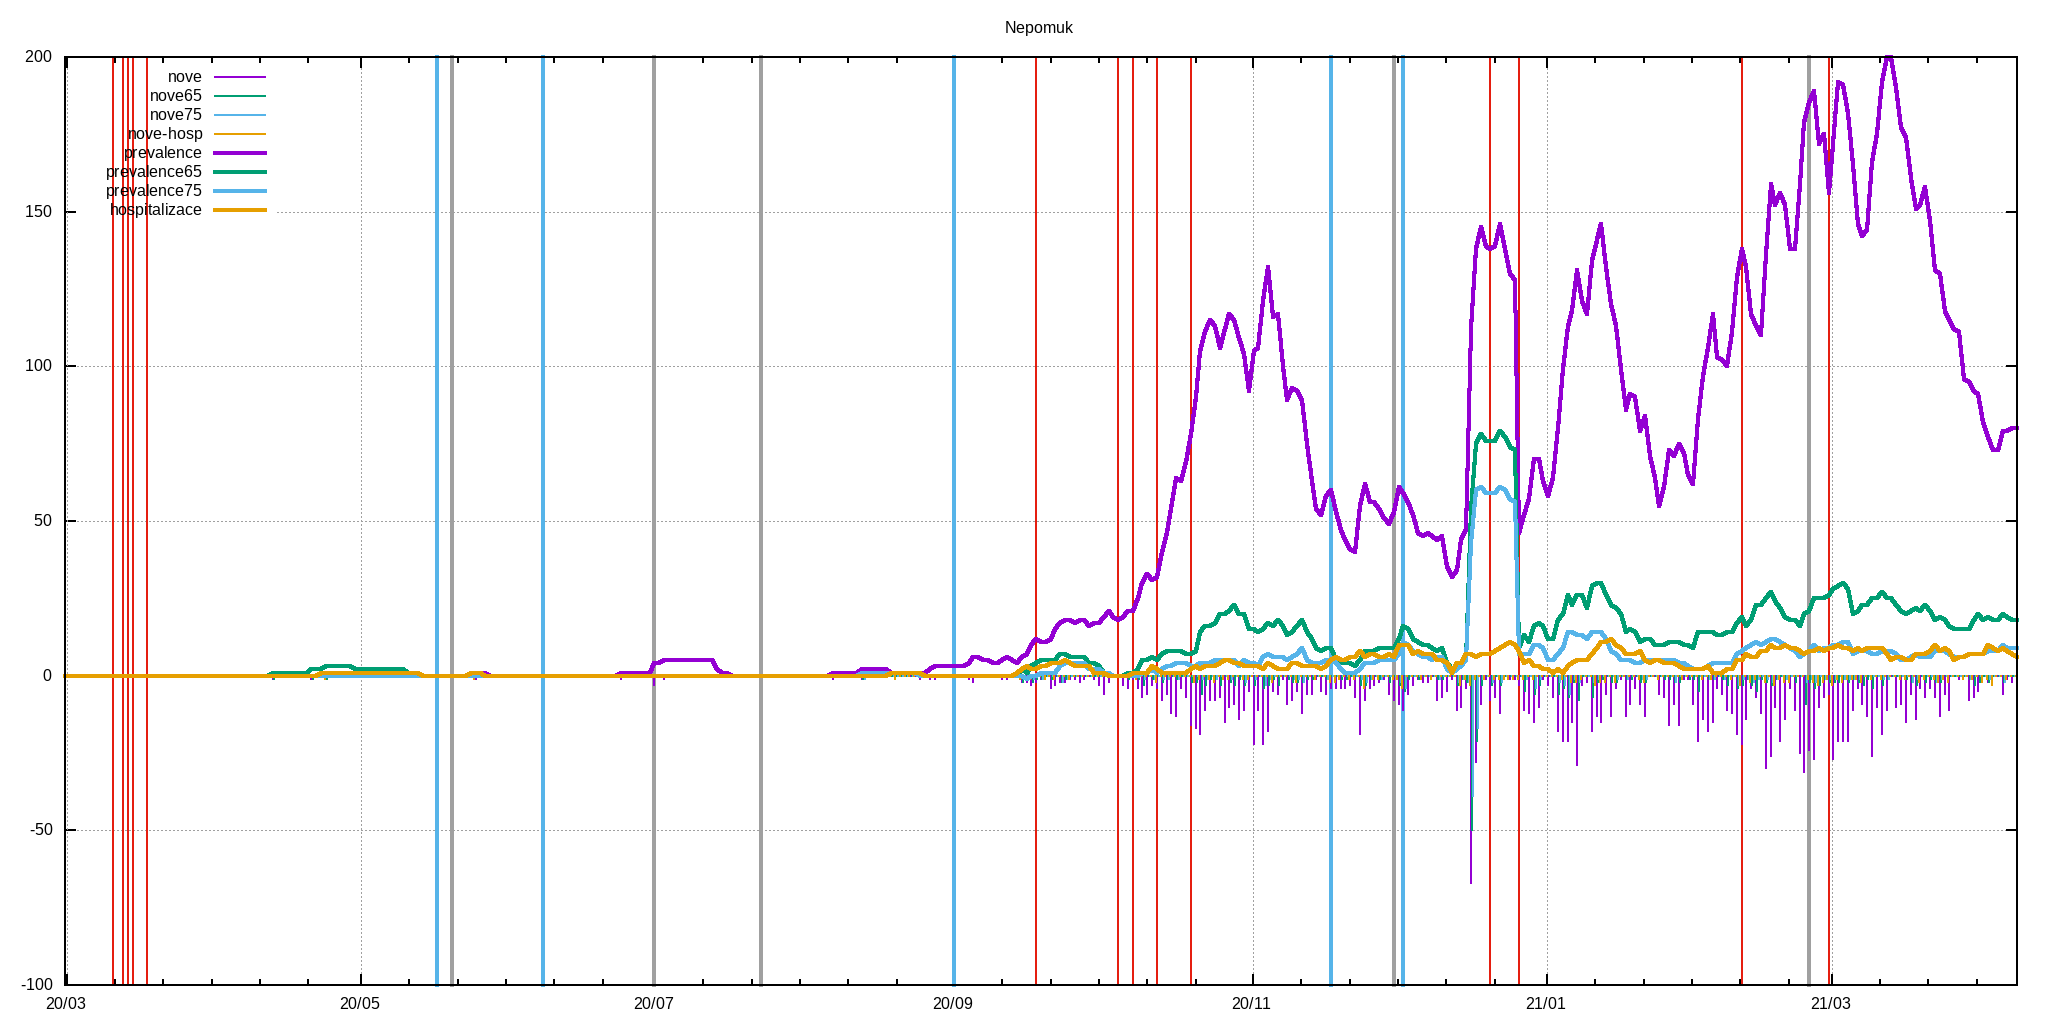 Nepomuk
200
nove
nove65
nove75
nove-hosp
prevalence
prevalence65
prevalence75
hospitalizace
150
100
50
0
-50
-100
20/03 20/05 20/07 20/09 20/11 21/01 21/03